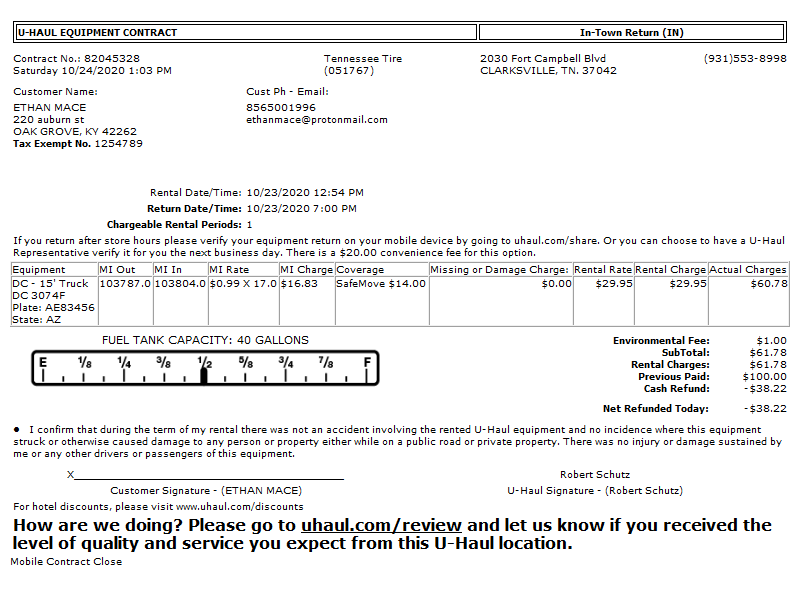 U-HAUL EQUIPMENT CONTRACT In-Town Return (IN)
Contract No.: 82045328 Tennessee Tire 2030 Fort Campbell Blvd (931)553-8998
Saturday 10/24/2020 1:03 PM (051767) CLARKSVILLE, TN. 37042
Customer Name: Cust Ph - Email:
ETHAN MACE 8565001996
220 auburn st ethanmace@protonmail.com
OAK GROVE, KY 42262
Tax Exempt No. 1254789
Rental Date/Time: 10/23/2020 12:54 PM
Return Date/Time: 10/23/2020 7:00 PM
Chargeable Rental Periods: 1
If you return after store hours please verify your equipment return on your mobile device by going to uhaul.com/share. Or you can choose to have a U-Haul
Representative verify it for you the next business day. There is a $20.00 convenience fee for this option.
Equipment MI Out MI In MI Rate MI Charge Coverage Missing or Damage Charge: Rental Rate Rental Charge Actual Charges
DC - 15' Truck 103787.0 103804.0 $0.99 X 17.0 $16.83 SafeMove $14.00 $0.00 $29.95 $29.95 $60.78
DC 3074F
Plate: AE83456
State: AZ
FUEL TANK CAPACITY: 40 GALLONS
E 1/8 1/4 3/8 1/2 5/8 3/4 7/8 F
Environmental Fee: $1.00
SubTotal: $61.78
Rental Charges: $61.78
Previous Paid: $100.00
Cash Refund: -$38.22
Net Refunded Today: -$38.22
• I confirm that during the term of my rental there was not an accident involving the rented U-Haul equipment and no incidence where this equipment
struck or otherwise caused damage to any person or property either while on a public road or private property. There was no injury or damage sustained by
me or any other drivers or passengers of this equipment.
X Robert Schutz
Customer Signature - (ETHAN MACE) U-Haul Signature - (Robert Schutz)
For hotel discounts, please visit www.uhaul.com/discounts
How are we doing? Please go to uhaul.com/review and let us know if you received the
level of quality and service you expect from this U-Haul location.
Mobile Contract Close